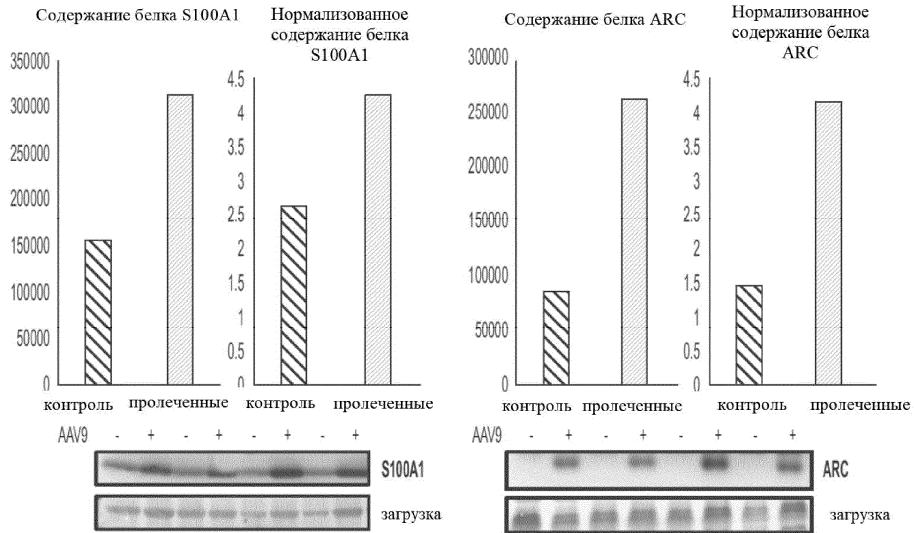 Содержание белка S100A1
Нормализованное
содержание белка
S100A1
350000
300000
250000
200000
150000
100000
50000
0
4.5
4
3.5
3
2.5
2
1.5
1
0.5
0
контроль
пролеченные
контроль
пролеченные
AAV9 - + - + - + - +
S100A1
загрузка
Содержание белка ARC
Нормализованное
содержание белка
ARC
300000
250000
200000
150000
100000
50000
0
4.5
4
3.5
3
2.5
2
1.5
1
0.5
0
контроль
пролеченные
контроль
пролеченные
AAV9 - + - + - + - +
ARC
загрузка